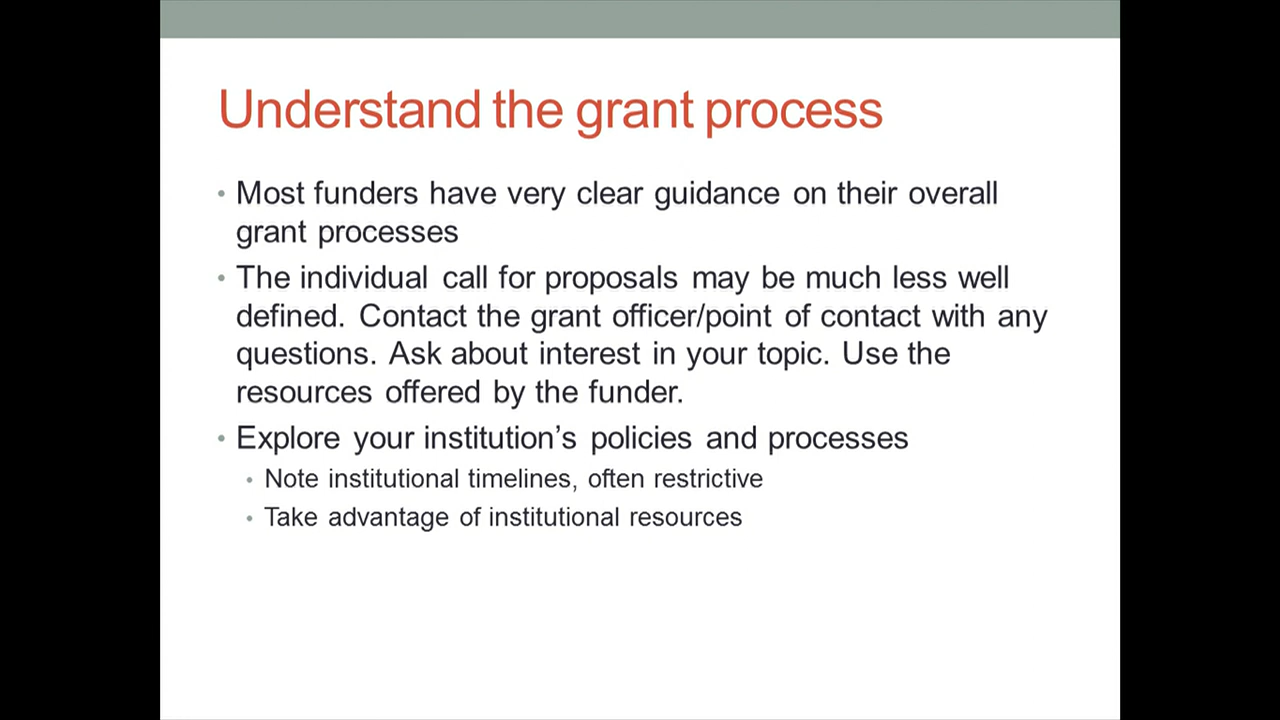 Understand the grant process
• Most funders have very clear guidance on their overall
grant processes
• The individual call for proposals may be much less well
defined. Contact the grant officer/point of contact with any
questions. Ask about interest in your topic. Use the
resources offered by the funder.
• Explore your institution’s policies and processes
• Note institutional timelines, often restrictive
• Take advantage of institutional resources